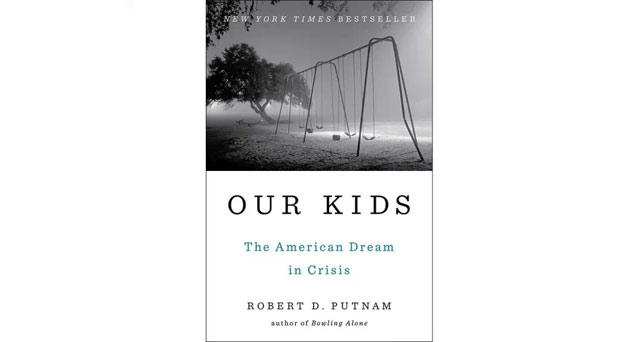 NEW YORK TIMES BESTSELLER
OUR KIDS
The American Dream
in Crisis
ROBERT D. PUTNAM
author of Bowling Alone